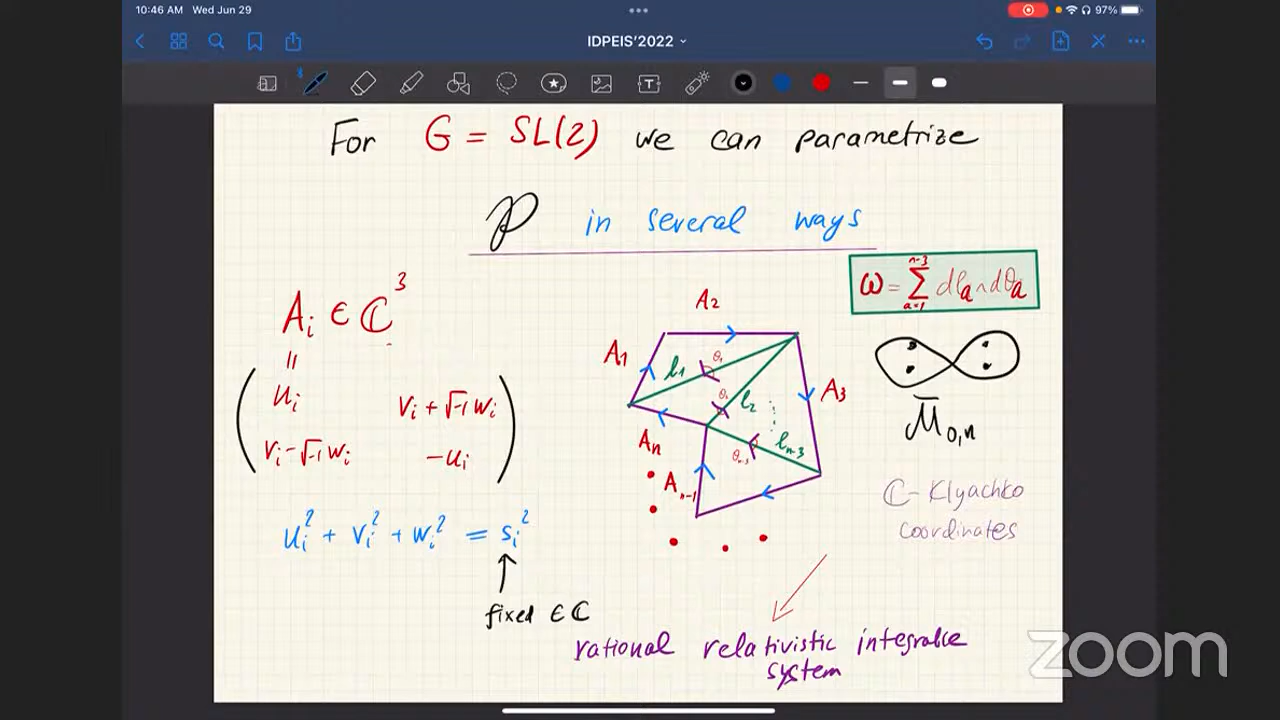 10:46 AM Wed Jun 29
97%
IDPEIS'2022
For G = SL(2) we can parametrize
P in several ways
ω = Σ_{a=1}^{n-3} dℓ_a ∧ dθ_a
A_i ∈ ℂ^3
=
( u_i v_i + √-1 w_i
v_i - √-1 w_i -u_i )
u_i^2 + v_i^2 + w_i^2 = s_i^2
fixed ∈ ℂ
A_2
A_1
ℓ_1
θ_1
ℓ_2
A_3
A_n
θ_{n-3}
ℓ_{n-3}
A_{n-1}
M̄_{0,n}
ℂ-Klyachko
coordinates
rational relativistic integrable
system
zoom